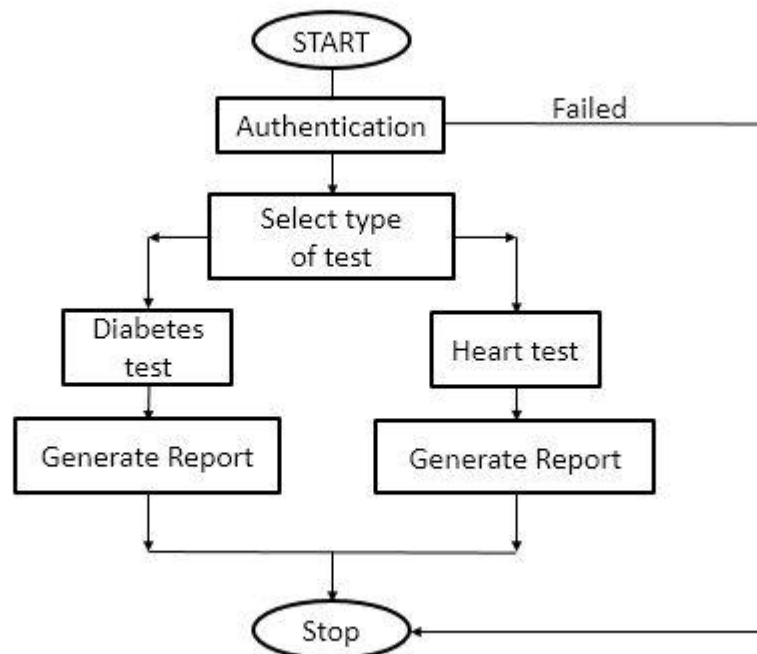 START
Authentication
Failed
Select type
of test
Diabetes
test
Heart test
Generate Report
Generate Report
Stop